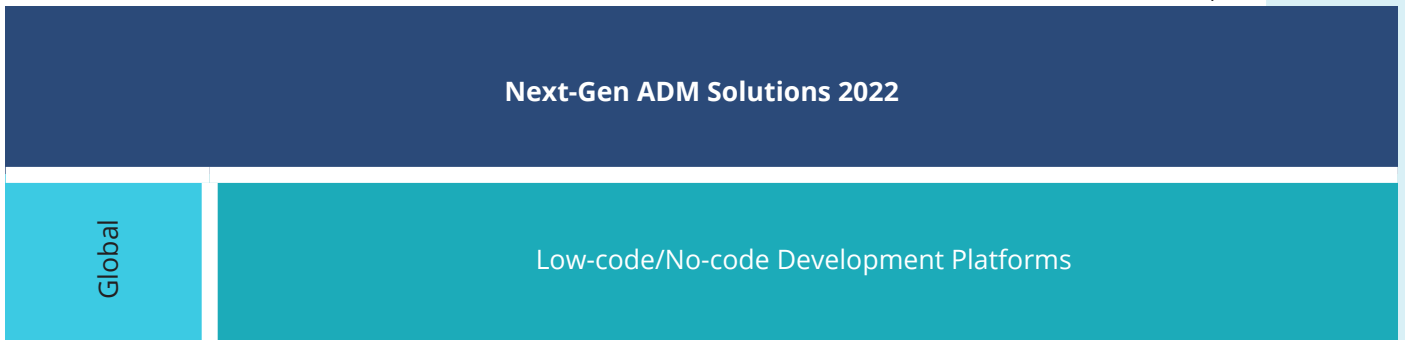 Next-Gen ADM Solutions 2022
Global
Low-code/No-code Development Platforms